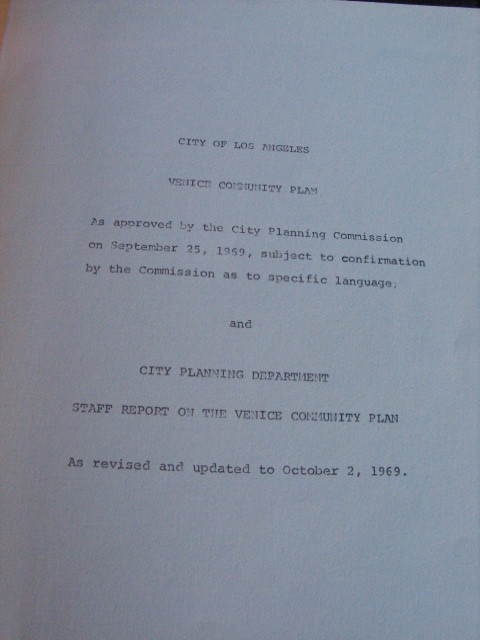 CITY OF LOS ANGELES
VENICE COMMUNITY PLAN
As approved by the City Planning Commission
on September 25, 1969, subject to confirmation
by the Commission as to specific language;
and
CITY PLANNING DEPARTMENT
STAFF REPORT ON THE VENICE COMMUNITY PLAN
As revised and updated to October 2, 1969.